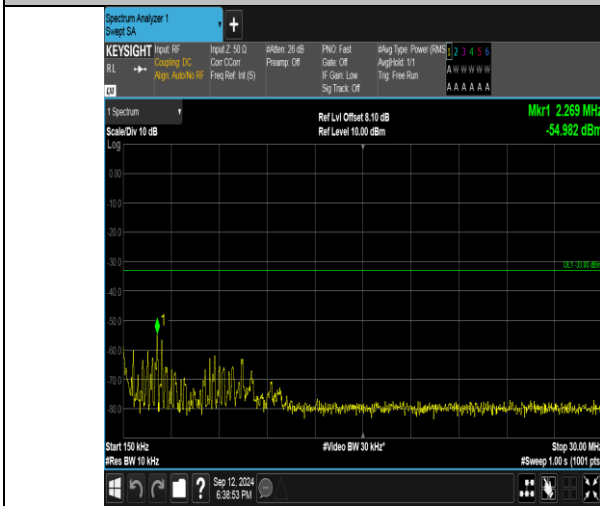 Spectrum Analyzer 1
Swept SA
KEYSIGHT
RL
Input: RF
Coupling: DC
Align: Auto/No RF
Input Z: 50 Ω
Corr CCorr
Freq Ref: Int (S)
#Atten: 26 dB
Preamp: Off
PNO: Fast
Gate: Off
IF Gain: Low
Sig Track: Off
#Avg Type: Power (RMS
Avg|Hold: 1/1
Trig: Free Run
1 2 3 4 5 6
A W W W W W
A A A A A A
1 Spectrum
Scale/Div 10 dB
Ref Lvl Offset 8.10 dB
Ref Level 10.00 dBm
Mkr1 2.269 MHz
-54.982 dBm
Log
0.00
-10.0
-20.0
-30.0
DL1 -33.00 dBm
-40.0
-50.0
1
-60.0
-70.0
-80.0
Start 150 kHz
#Video BW 30 kHz*
Stop 30.00 MHz
#Res BW 10 kHz
#Sweep 1.00 s (1001 pts
?
Sep 12, 2024
6:38:53 PM